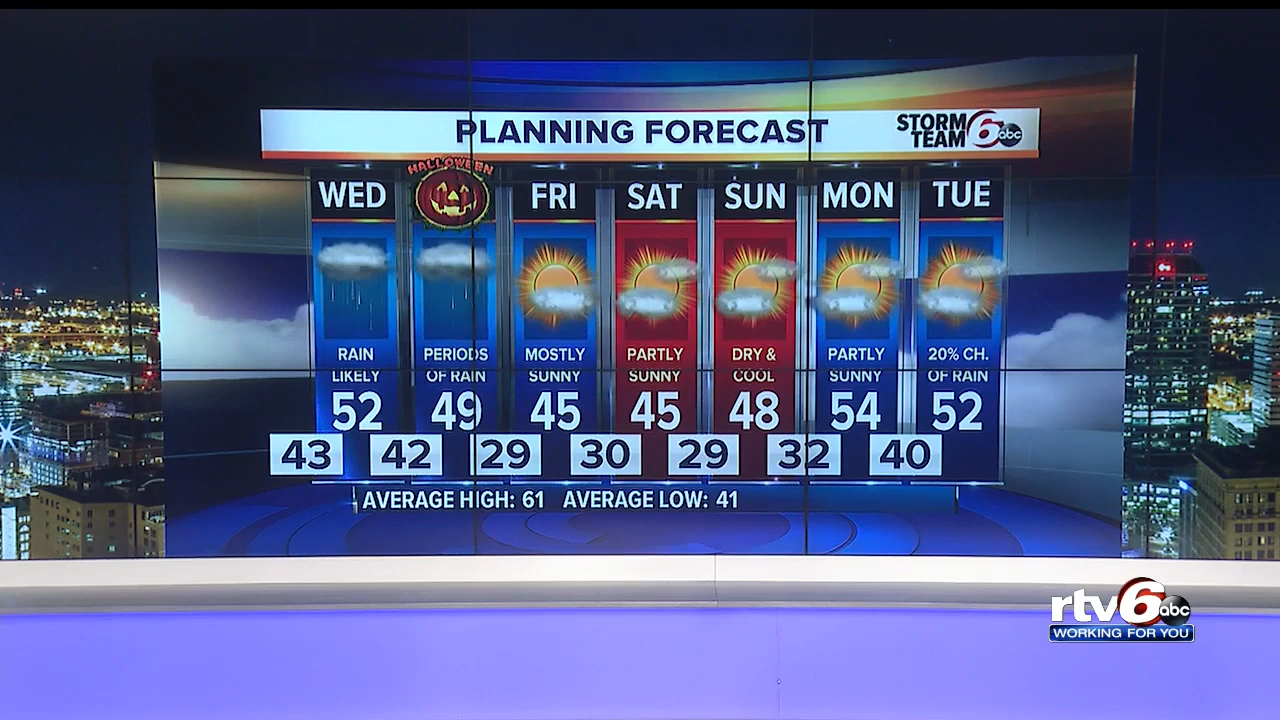 PLANNING FORECAST
STORM TEAM 6 abc
WED
HALLOWEEN
FRI
SAT
SUN
MON
TUE
RAIN LIKELY
PERIODS OF RAIN
MOSTLY SUNNY
PARTLY SUNNY
DRY & COOL
PARTLY SUNNY
20% CH. OF RAIN
52 49 45 45 48 54 52
43 42 29 30 29 32 40
AVERAGE HIGH: 61 AVERAGE LOW: 41
rtv6 abc
WORKING FOR YOU